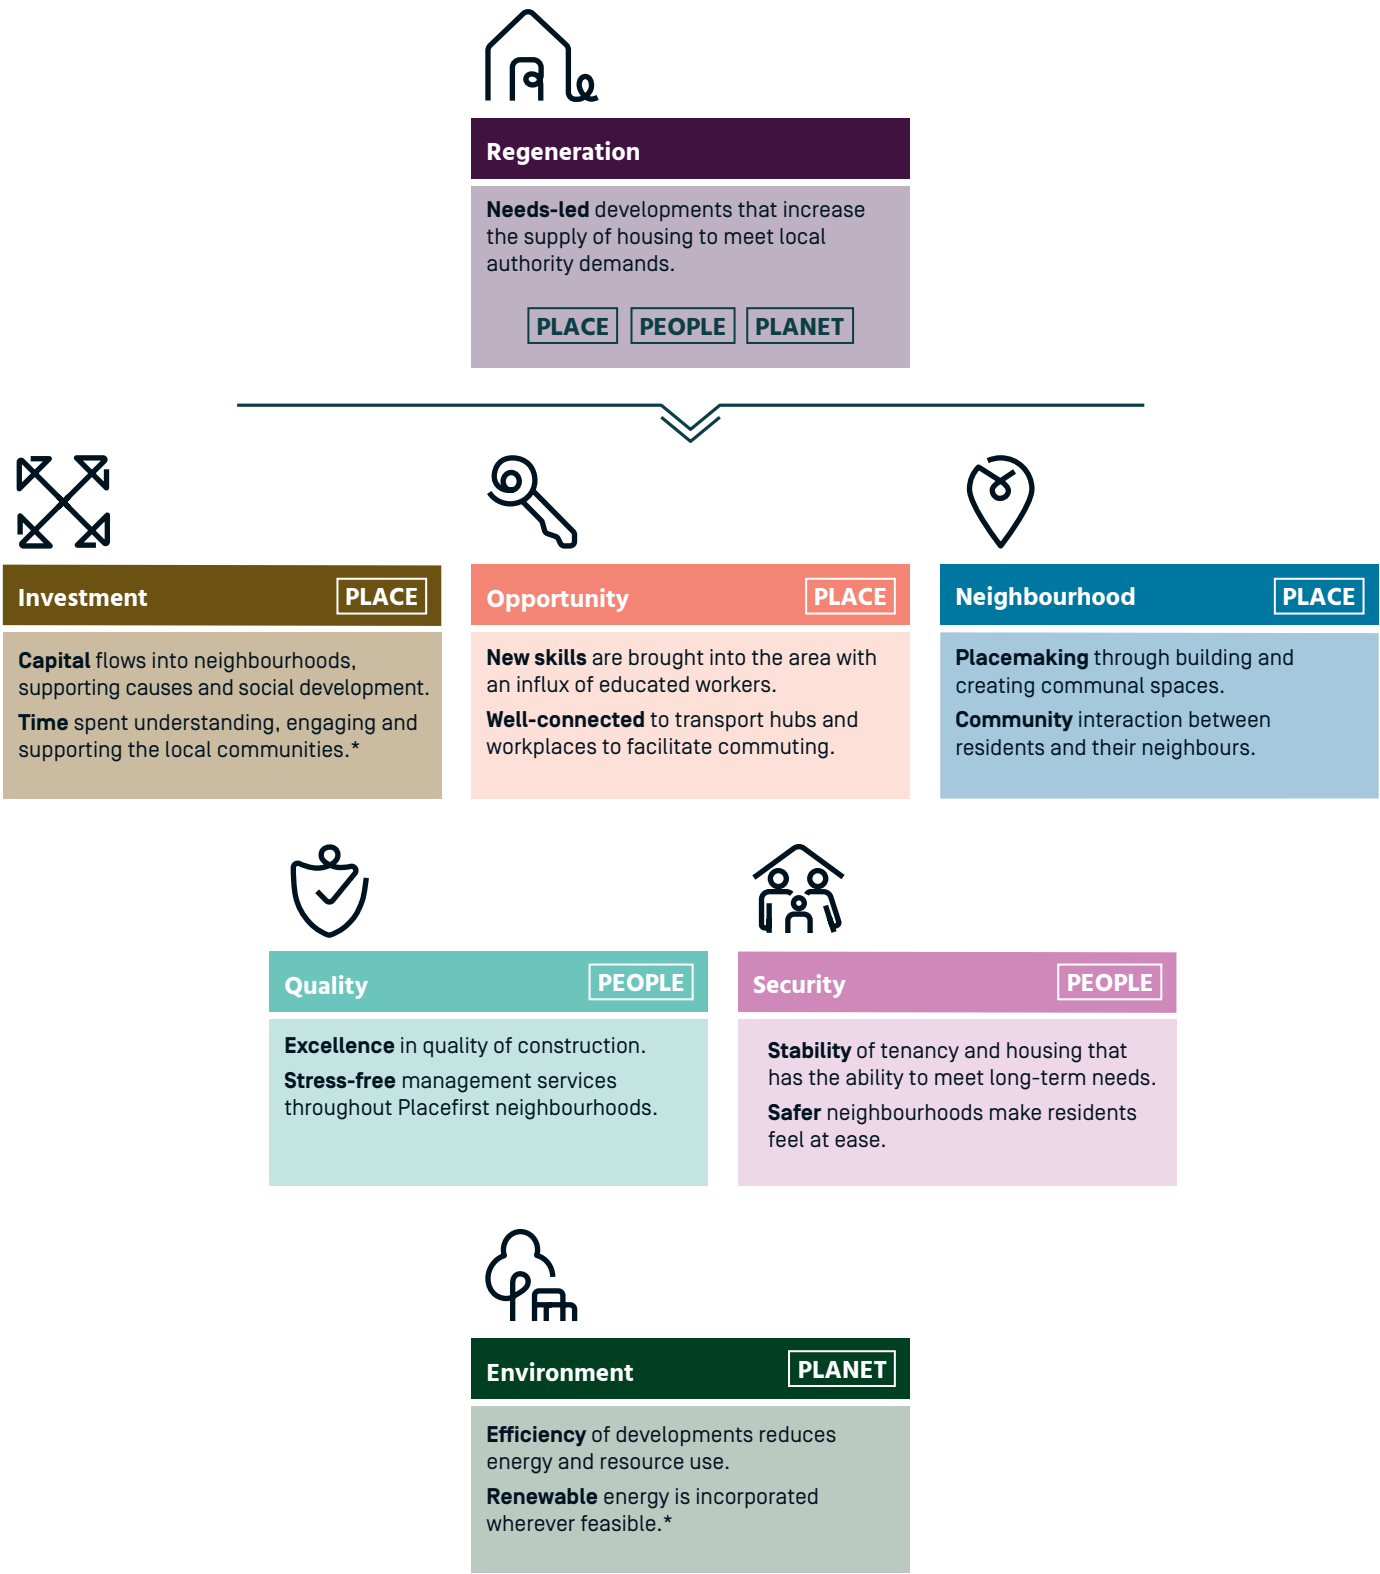 Regeneration
Needs-led developments that increase
the supply of housing to meet local
authority demands.
PLACE PEOPLE PLANET
Investment PLACE
Capital flows into neighbourhoods,
supporting causes and social development.
Time spent understanding, engaging and
supporting the local communities.*
Opportunity PLACE
New skills are brought into the area with
an influx of educated workers.
Well-connected to transport hubs and
workplaces to facilitate commuting.
Neighbourhood PLACE
Placemaking through building and
creating communal spaces.
Community interaction between
residents and their neighbours.
Quality PEOPLE
Excellence in quality of construction.
Stress-free management services
throughout Placefirst neighbourhoods.
Security PEOPLE
Stability of tenancy and housing that
has the ability to meet long-term needs.
Safer neighbourhoods make residents
feel at ease.
Environment PLANET
Efficiency of developments reduces
energy and resource use.
Renewable energy is incorporated
wherever feasible.*